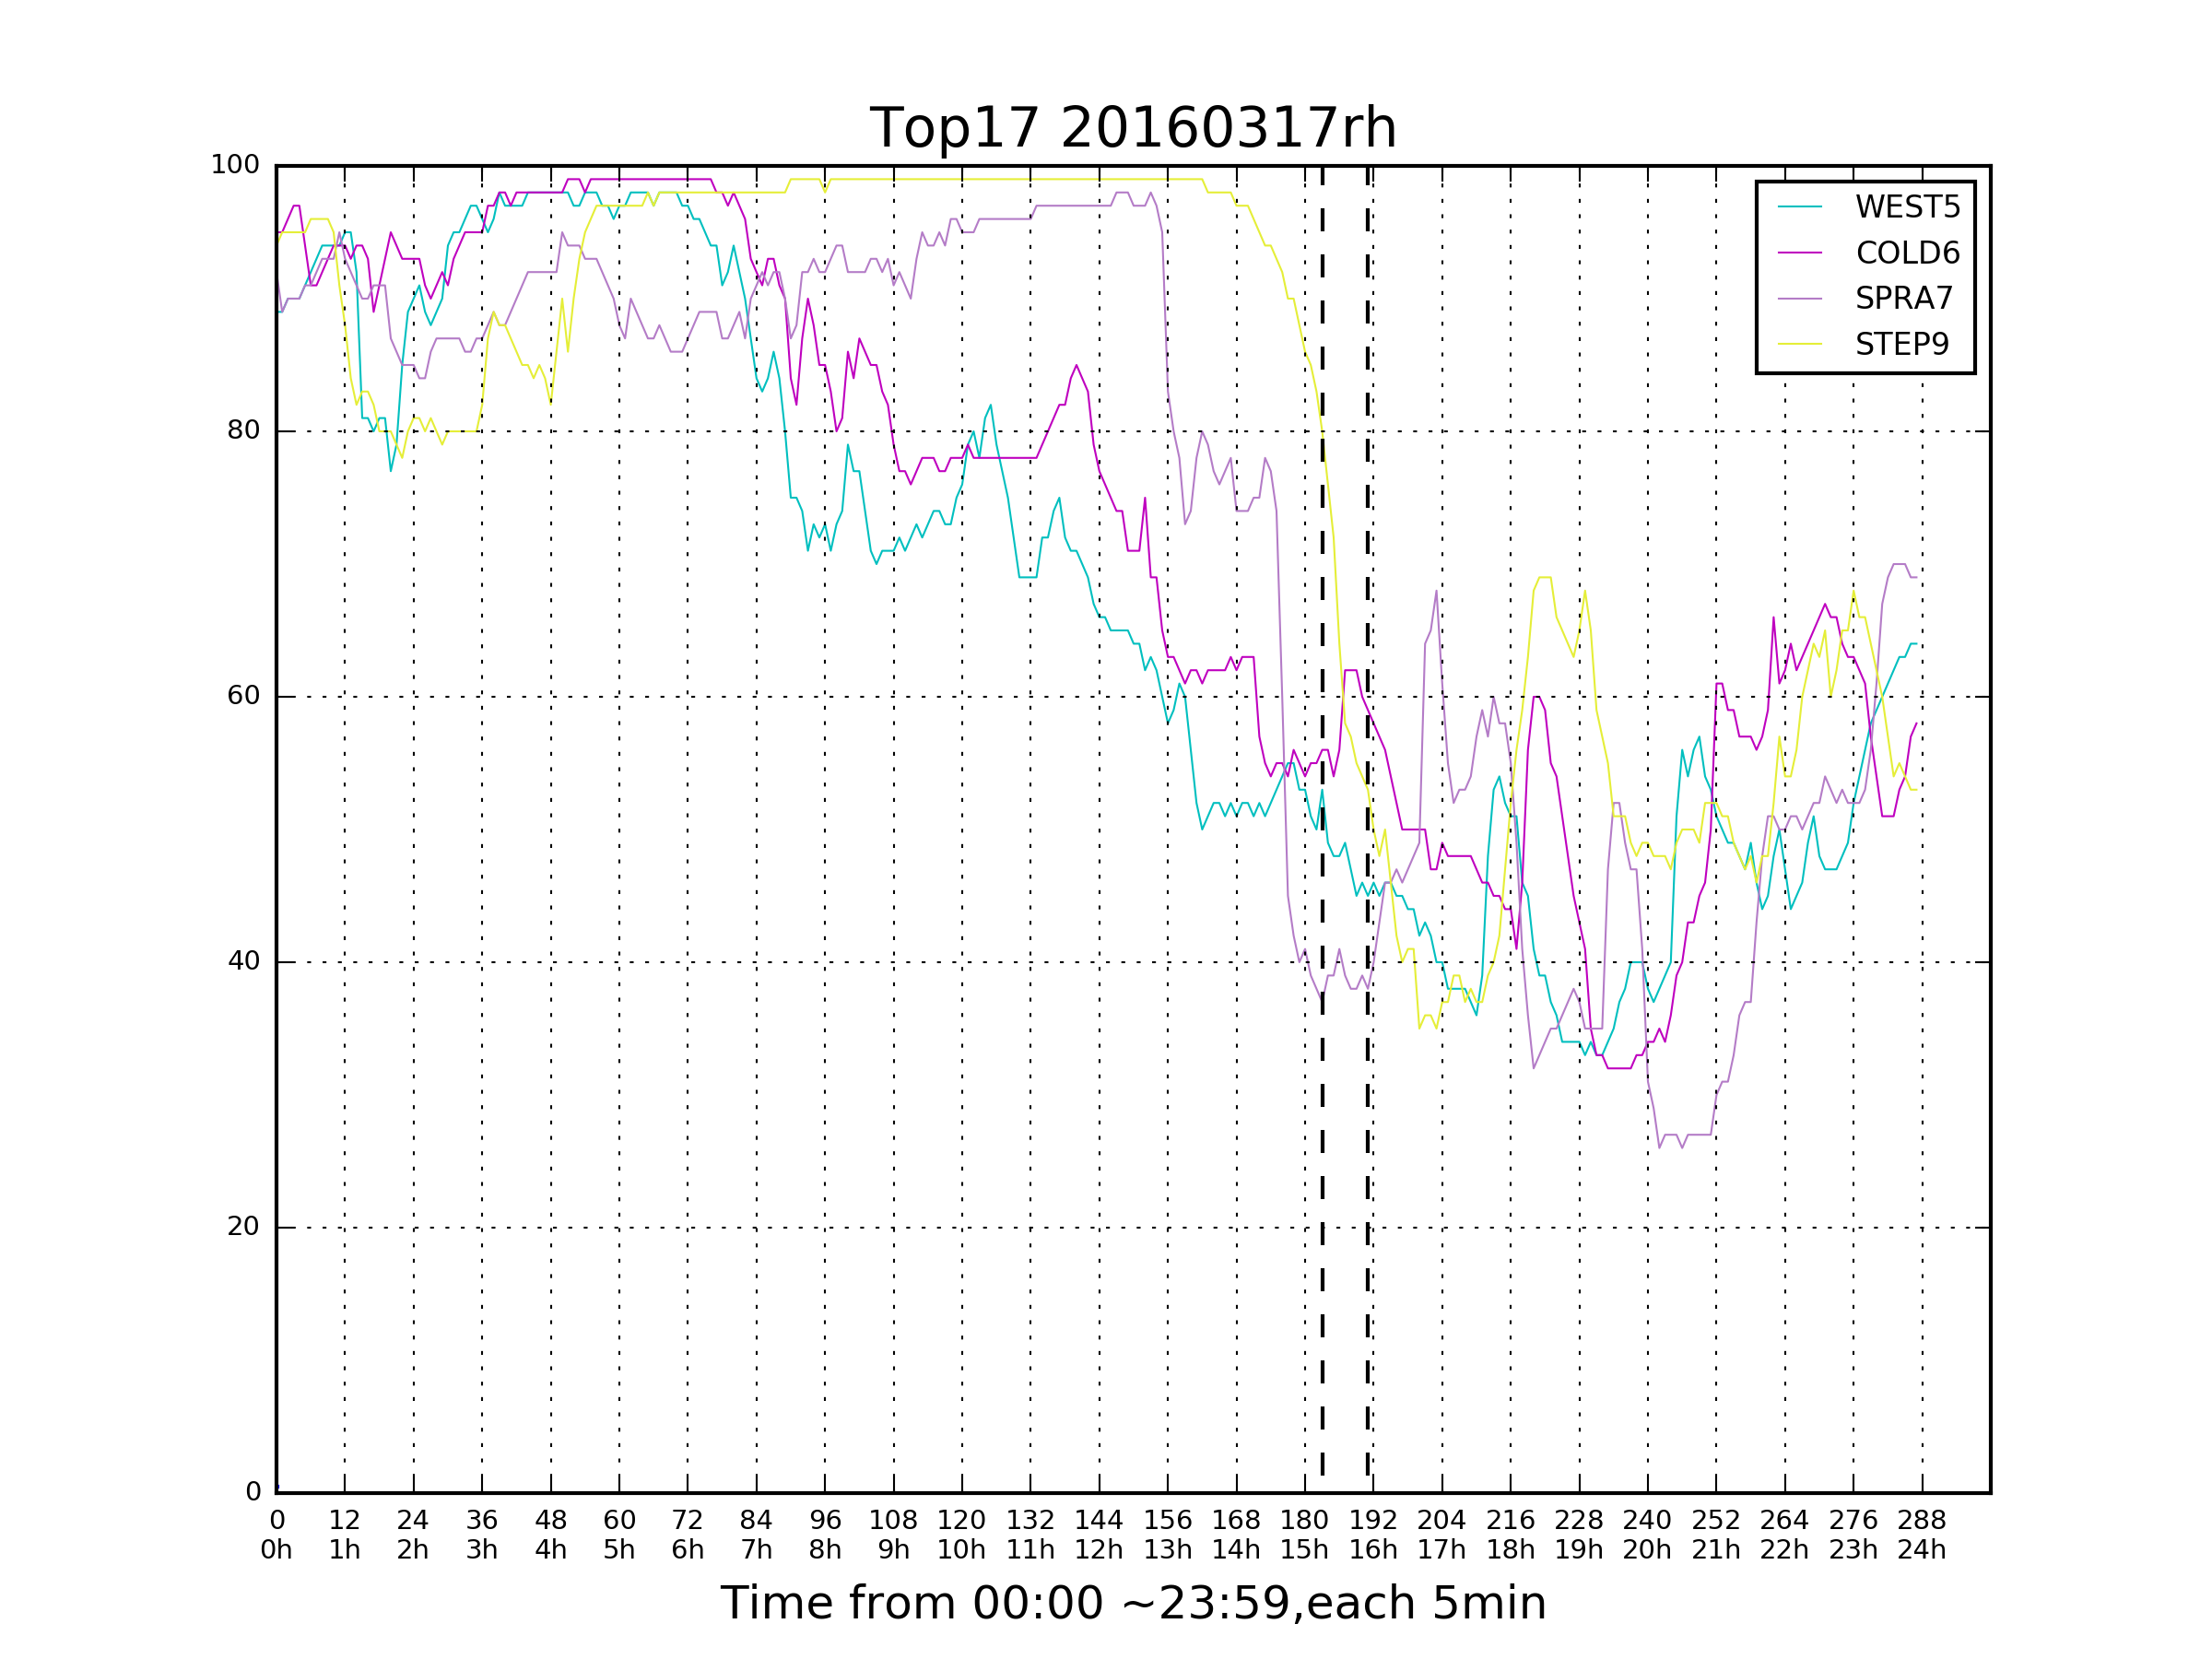 Top17 20160317rh
100
80
60
40
20
0
WEST5
COLD6
SPRA7
STEP9
0 12 24 36 48 60 72 84 96 108 120 132 144 156 168 180 192 204 216 228 240 252 264 276 288
0h 1h 2h 3h 4h 5h 6h 7h 8h 9h 10h 11h 12h 13h 14h 15h 16h 17h 18h 19h 20h 21h 22h 23h 24h
Time from 00:00 ~23:59,each 5min